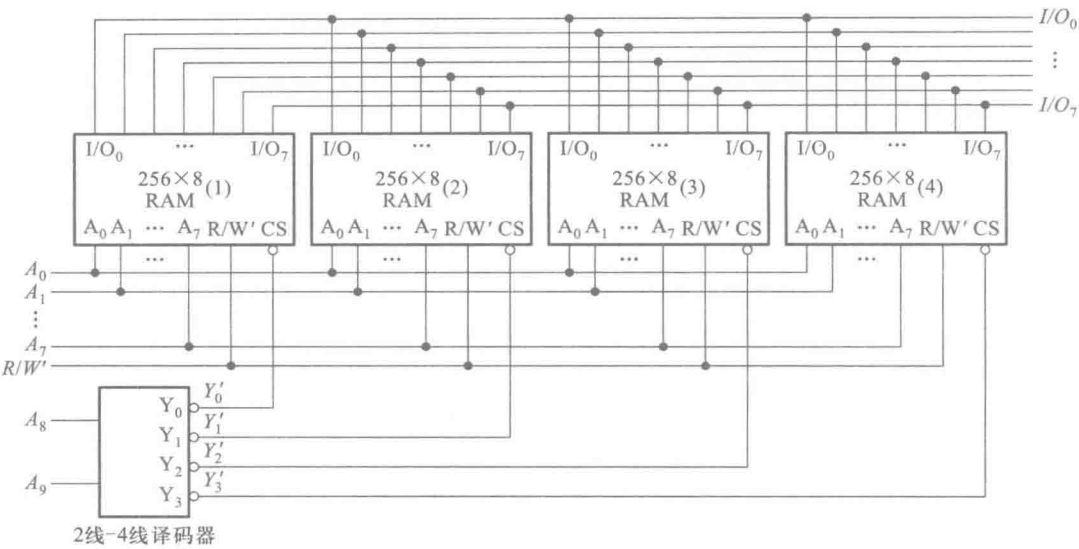 I/O₀
⋮
I/O₇
I/O₀ ··· I/O₇
256×8 (1)
RAM
A₀ A₁ ··· A₇ R/W' CS
I/O₀ ··· I/O₇
256×8 (2)
RAM
A₀ A₁ ··· A₇ R/W' CS
I/O₀ ··· I/O₇
256×8 (3)
RAM
A₀ A₁ ··· A₇ R/W' CS
I/O₀ ··· I/O₇
256×8 (4)
RAM
A₀ A₁ ··· A₇ R/W' CS
··· ··· ··· ···
A₀
A₁
⋮
A₇
R/W'
A₈
A₉
Y₀ Y₀'
Y₁ Y₁'
Y₂ Y₂'
Y₃ Y₃'
2线-4线译码器